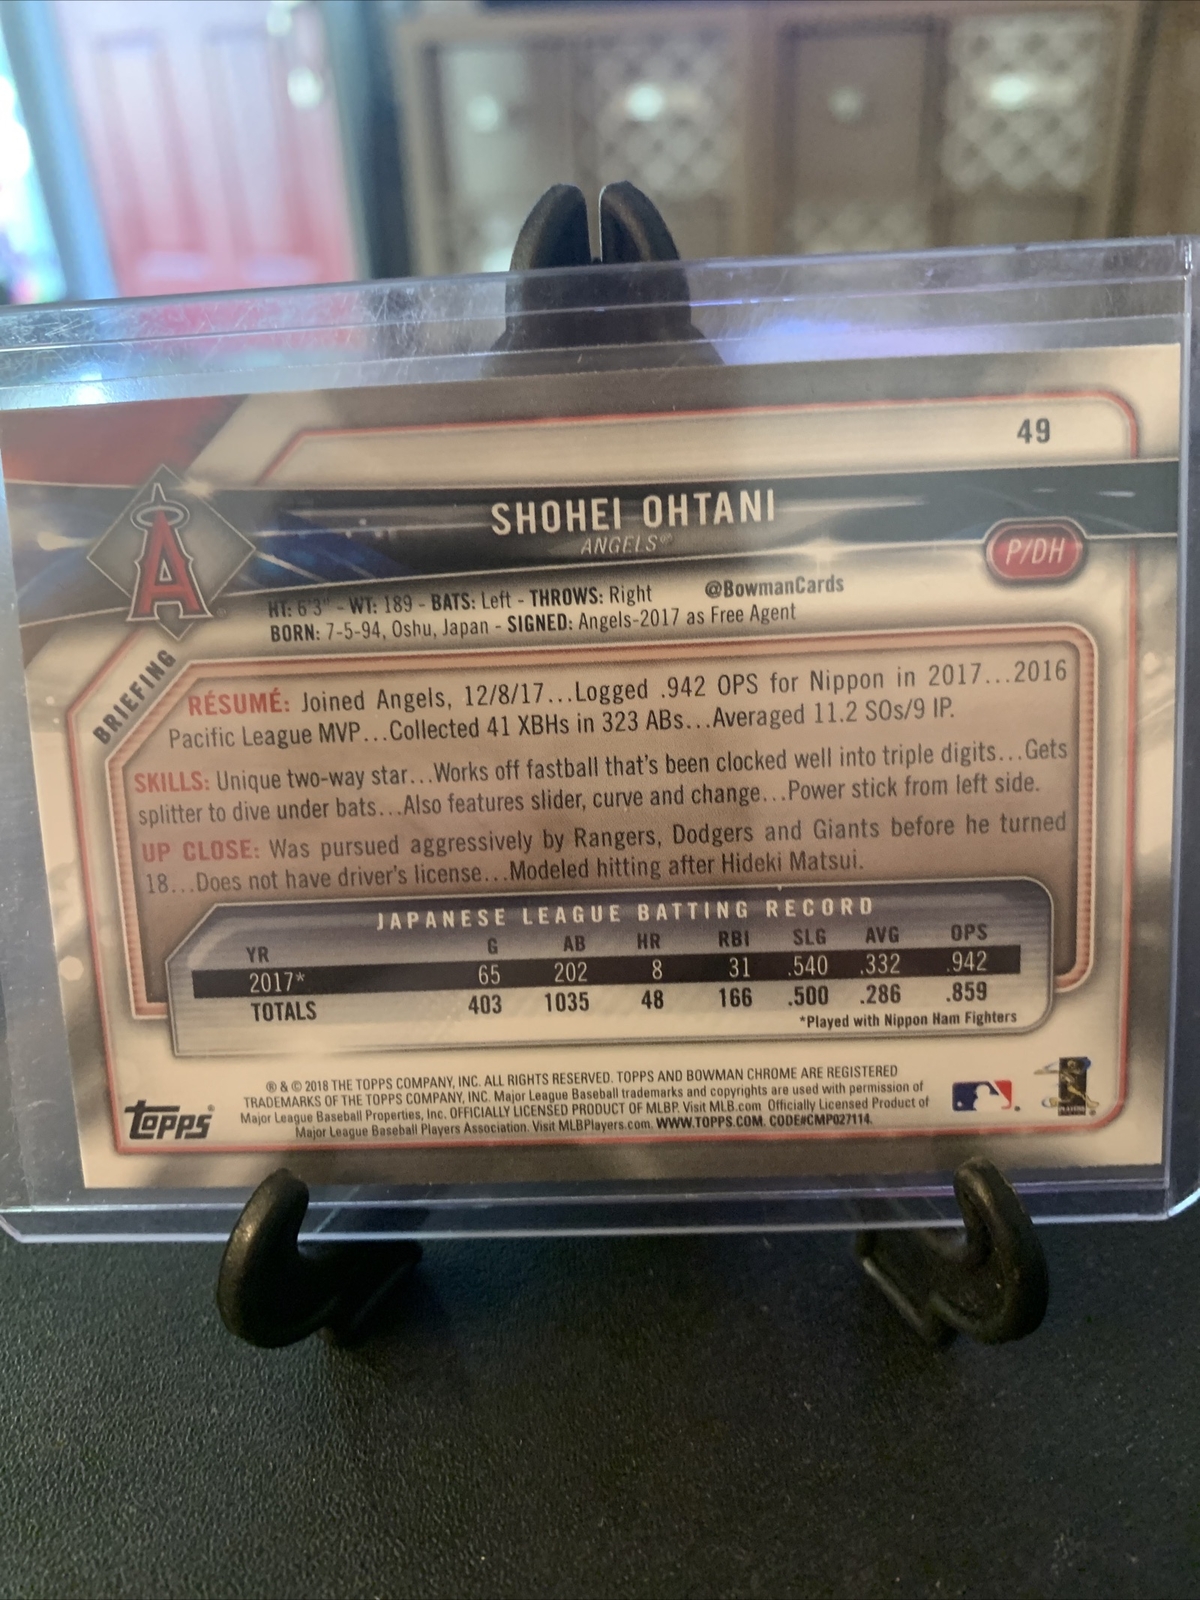 49
SHOHEI OHTANI
ANGELS®
P/DH
A
HT: 6'3" - WT: 189 - BATS: Left - THROWS: Right @BowmanCards
BORN: 7-5-94, Oshu, Japan - SIGNED: Angels-2017 as Free Agent
BRIEFING
RÉSUMÉ: Joined Angels, 12/8/17...Logged .942 OPS for Nippon in 2017...2016
Pacific League MVP...Collected 41 XBHs in 323 ABs...Averaged 11.2 SOs/9 IP.
SKILLS: Unique two-way star...Works off fastball that's been clocked well into triple digits...Gets
splitter to dive under bats...Also features slider, curve and change...Power stick from left side.
UP CLOSE: Was pursued aggressively by Rangers, Dodgers and Giants before he turned
18...Does not have driver's license...Modeled hitting after Hideki Matsui.
JAPANESE LEAGUE BATTING RECORD
YR G AB HR RBI SLG AVG OPS
2017* 65 202 8 31 .540 .332 .942
TOTALS 403 1035 48 166 .500 .286 .859
*Played with Nippon Ham Fighters
® & © 2018 THE TOPPS COMPANY, INC. ALL RIGHTS RESERVED. TOPPS AND BOWMAN CHROME ARE REGISTERED
TRADEMARKS OF THE TOPPS COMPANY, INC. Major League Baseball trademarks and copyrights are used with permission of
Major League Baseball Properties, Inc. OFFICIALLY LICENSED PRODUCT OF MLBP. Visit MLB.com Officially Licensed Product of
Major League Baseball Players Association. Visit MLBPlayers.com. WWW.TOPPS.COM. CODE#CMP027114.
topps®